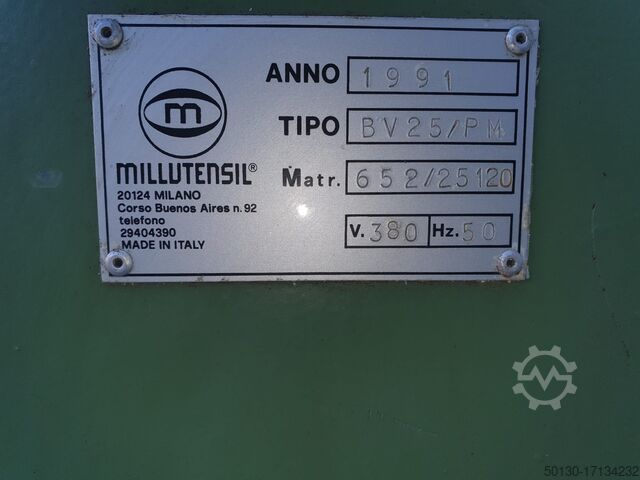 ANNO 1991
TIPO BV25/PM
Matr. 652/25120
V. 380 Hz. 50
m
MILLUTENSIL®
20124 MILANO
Corso Buenos Aires n. 92
telefono
29404390
MADE IN ITALY
50130-17134232